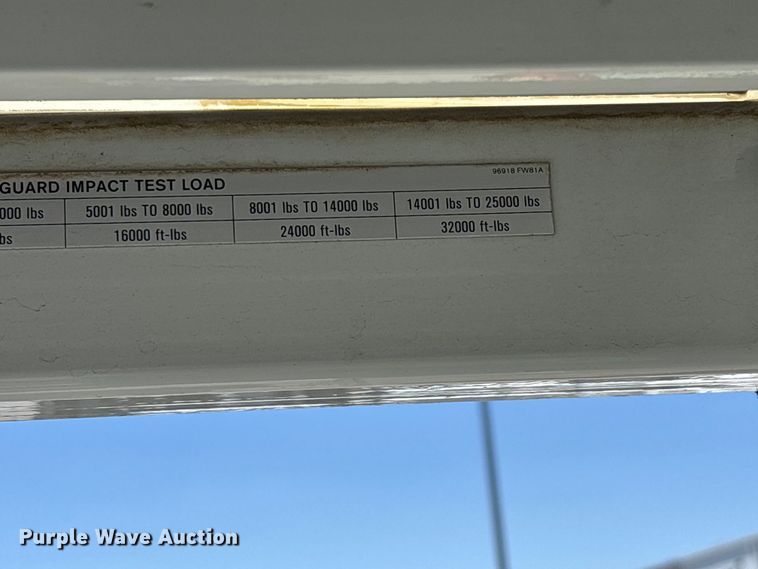 96918 FW81A
GUARD IMPACT TEST LOAD
000 lbs 5001 lbs TO 8000 lbs 8001 lbs TO 14000 lbs 14001 lbs TO 25000 lbs
bs 16000 ft-lbs 24000 ft-lbs 32000 ft-lbs
Purple Wave Auction